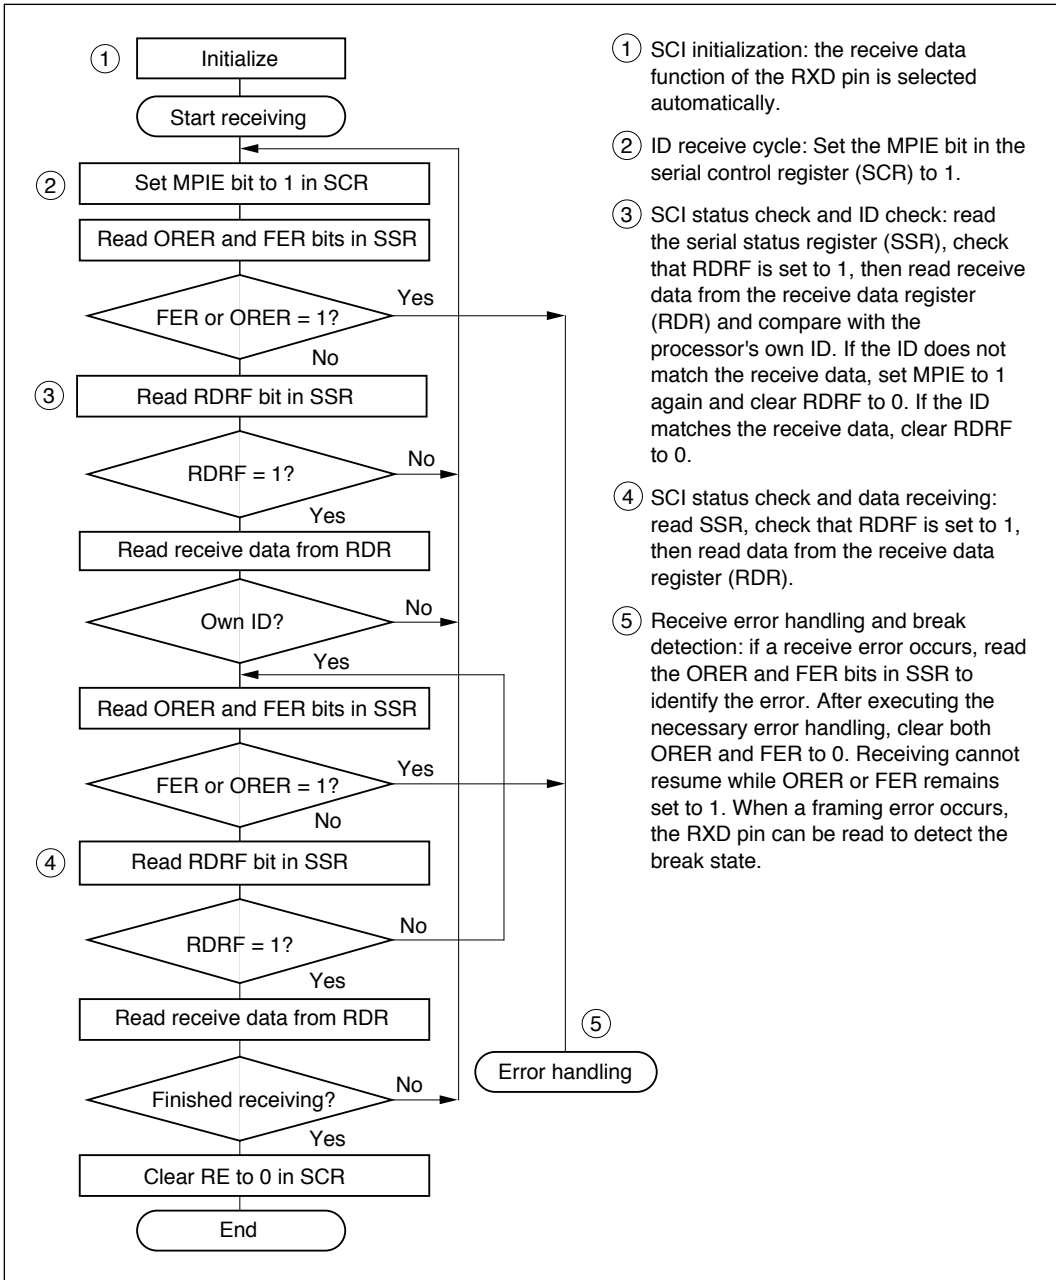 1
Initialize
Start receiving
2
Set MPIE bit to 1 in SCR
Read ORER and FER bits in SSR
FER or ORER = 1?
Yes
No
3
Read RDRF bit in SSR
RDRF = 1?
No
Yes
Read receive data from RDR
Own ID?
No
Yes
Read ORER and FER bits in SSR
FER or ORER = 1?
Yes
No
4
Read RDRF bit in SSR
RDRF = 1?
No
Yes
Read receive data from RDR
5
Error handling
Finished receiving?
No
Yes
Clear RE to 0 in SCR
End
1 SCI initialization: the receive data
function of the RXD pin is selected
automatically.
2 ID receive cycle: Set the MPIE bit in the
serial control register (SCR) to 1.
3 SCI status check and ID check: read
the serial status register (SSR), check
that RDRF is set to 1, then read receive
data from the receive data register
(RDR) and compare with the
processor's own ID. If the ID does not
match the receive data, set MPIE to 1
again and clear RDRF to 0. If the ID
matches the receive data, clear RDRF
to 0.
4 SCI status check and data receiving:
read SSR, check that RDRF is set to 1,
then read data from the receive data
register (RDR).
5 Receive error handling and break
detection: if a receive error occurs, read
the ORER and FER bits in SSR to
identify the error. After executing the
necessary error handling, clear both
ORER and FER to 0. Receiving cannot
resume while ORER or FER remains
set to 1. When a framing error occurs,
the RXD pin can be read to detect the
break state.